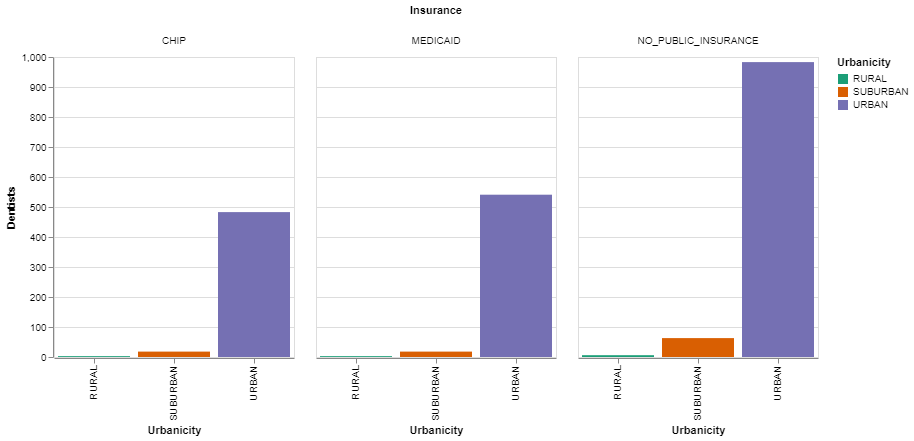 Insurance
CHIP
MEDICAID
NO_PUBLIC_INSURANCE
Dentists
1,000
900
800
700
600
500
400
300
200
100
0
RURAL
SUBURBAN
URBAN
Urbanicity
RURAL
SUBURBAN
URBAN
Urbanicity
RURAL
SUBURBAN
URBAN
Urbanicity
Urbanicity
RURAL
SUBURBAN
URBAN